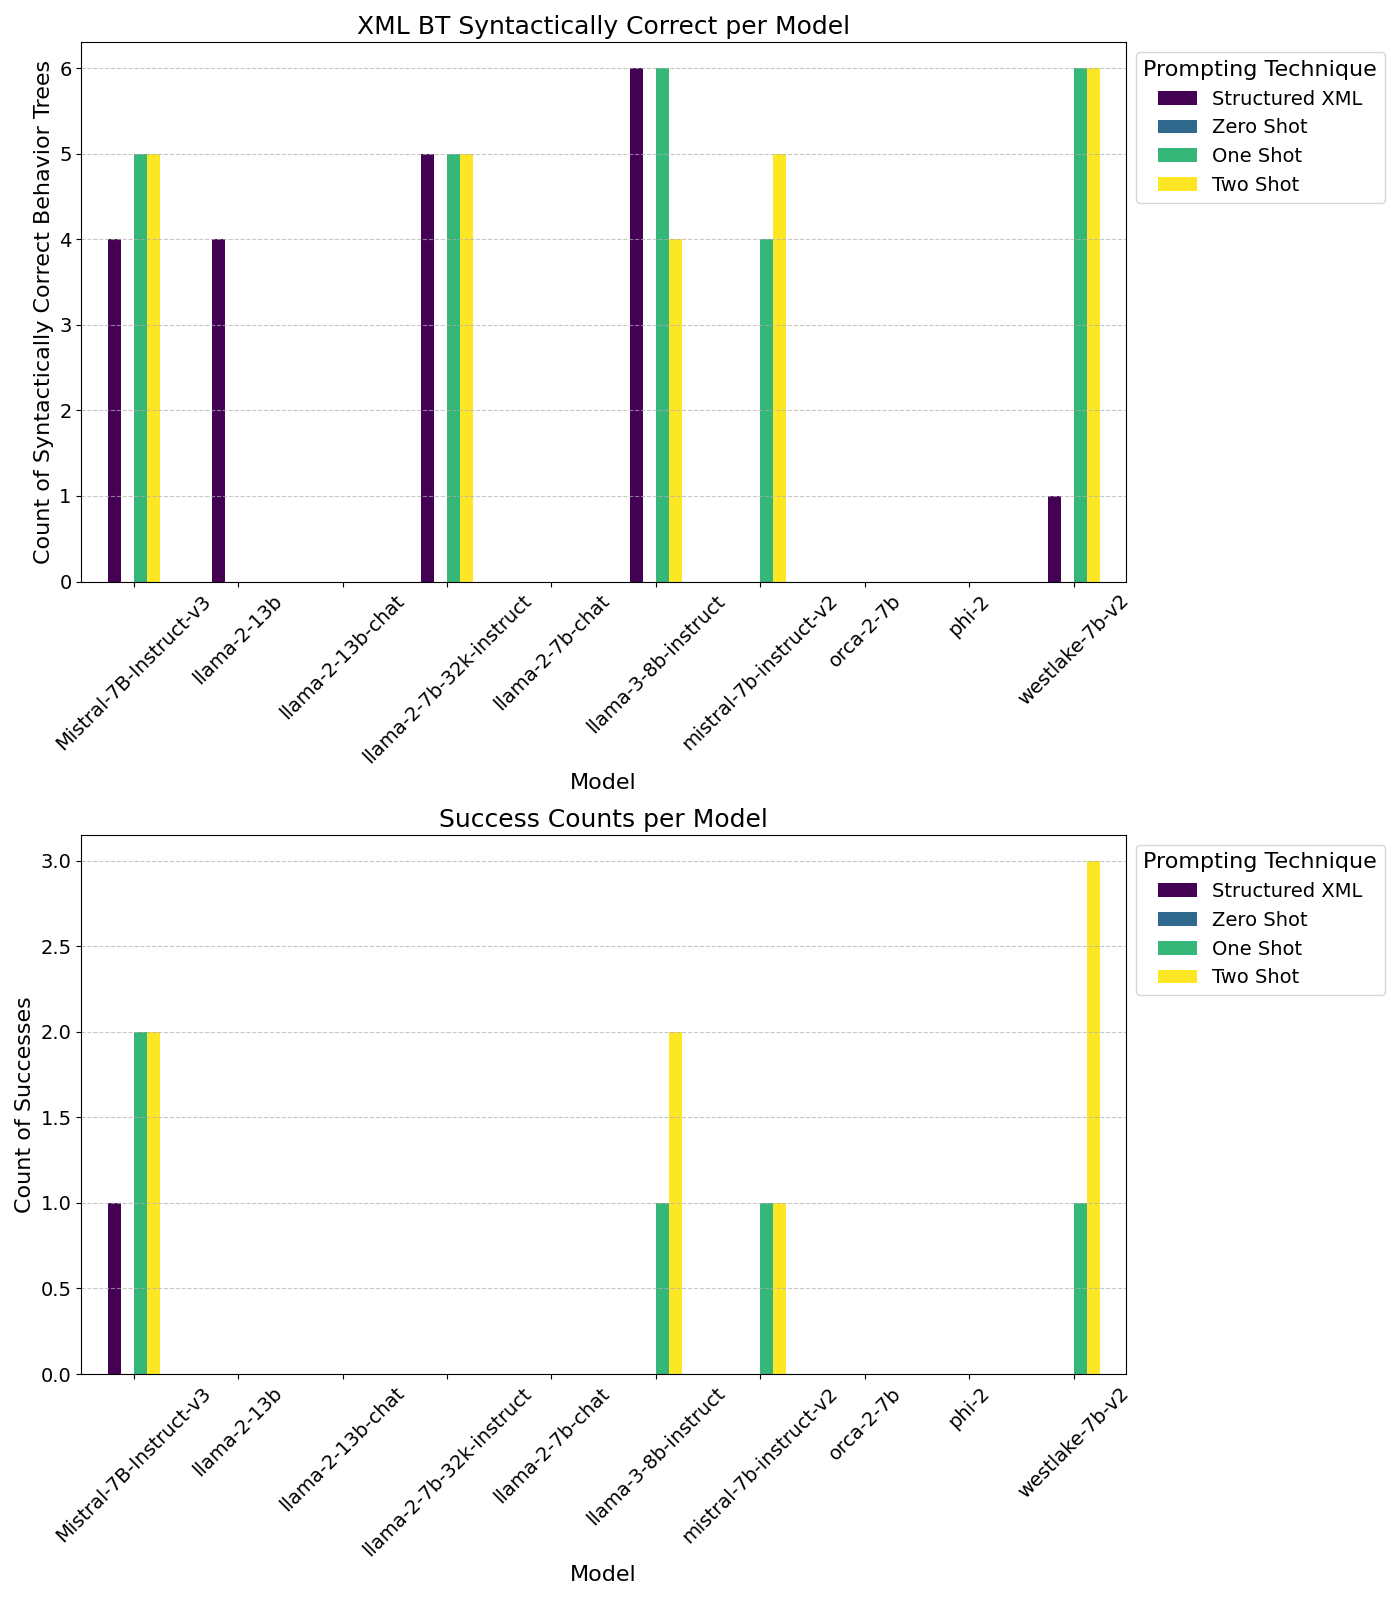 XML BT Syntactically Correct per Model
Count of Syntactically Correct Behavior Trees
6
5
4
3
2
1
0
Mistral-7B-Instruct-v3
llama-2-13b
llama-2-13b-chat
llama-2-7b-32k-instruct
llama-2-7b-chat
llama-3-8b-instruct
mistral-7b-instruct-v2
orca-2-7b
phi-2
westlake-7b-v2
Model
Prompting Technique
Structured XML
Zero Shot
One Shot
Two Shot
Success Counts per Model
Count of Successes
3.0
2.5
2.0
1.5
1.0
0.5
0.0
Mistral-7B-Instruct-v3
llama-2-13b
llama-2-13b-chat
llama-2-7b-32k-instruct
llama-2-7b-chat
llama-3-8b-instruct
mistral-7b-instruct-v2
orca-2-7b
phi-2
westlake-7b-v2
Model
Prompting Technique
Structured XML
Zero Shot
One Shot
Two Shot